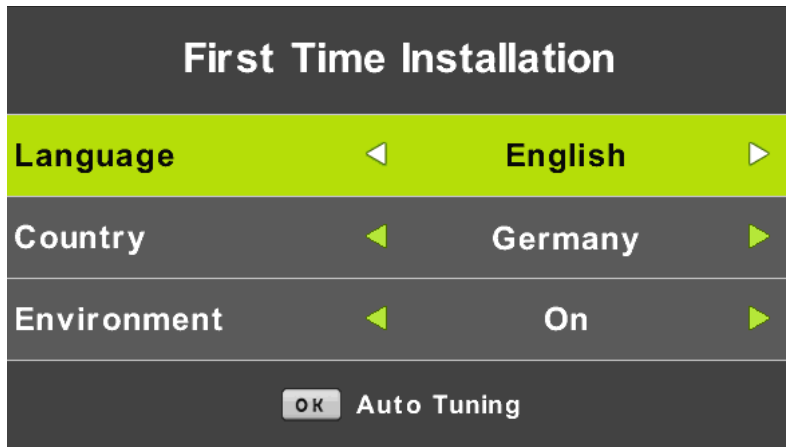 First Time Installation
Language English
Country Germany
Environment On
OK Auto Tuning